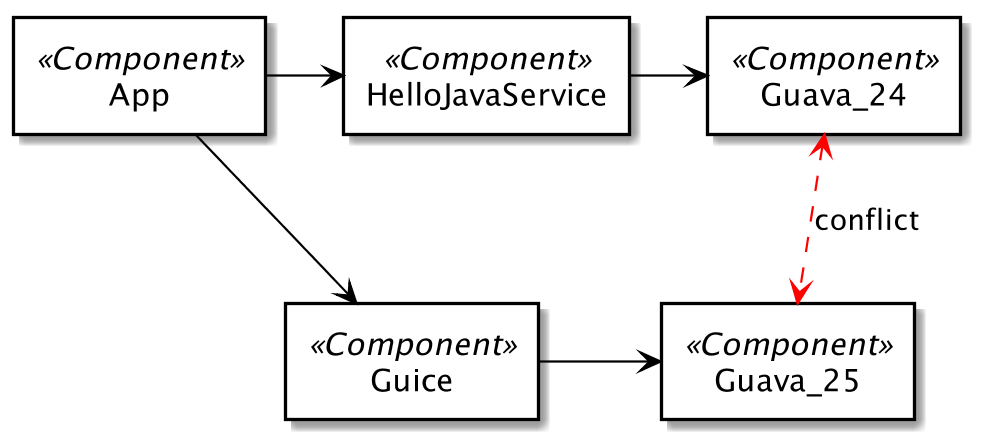 «Component»
App
«Component»
HelloJavaService
«Component»
Guava_24
conflict
«Component»
Guice
«Component»
Guava_25